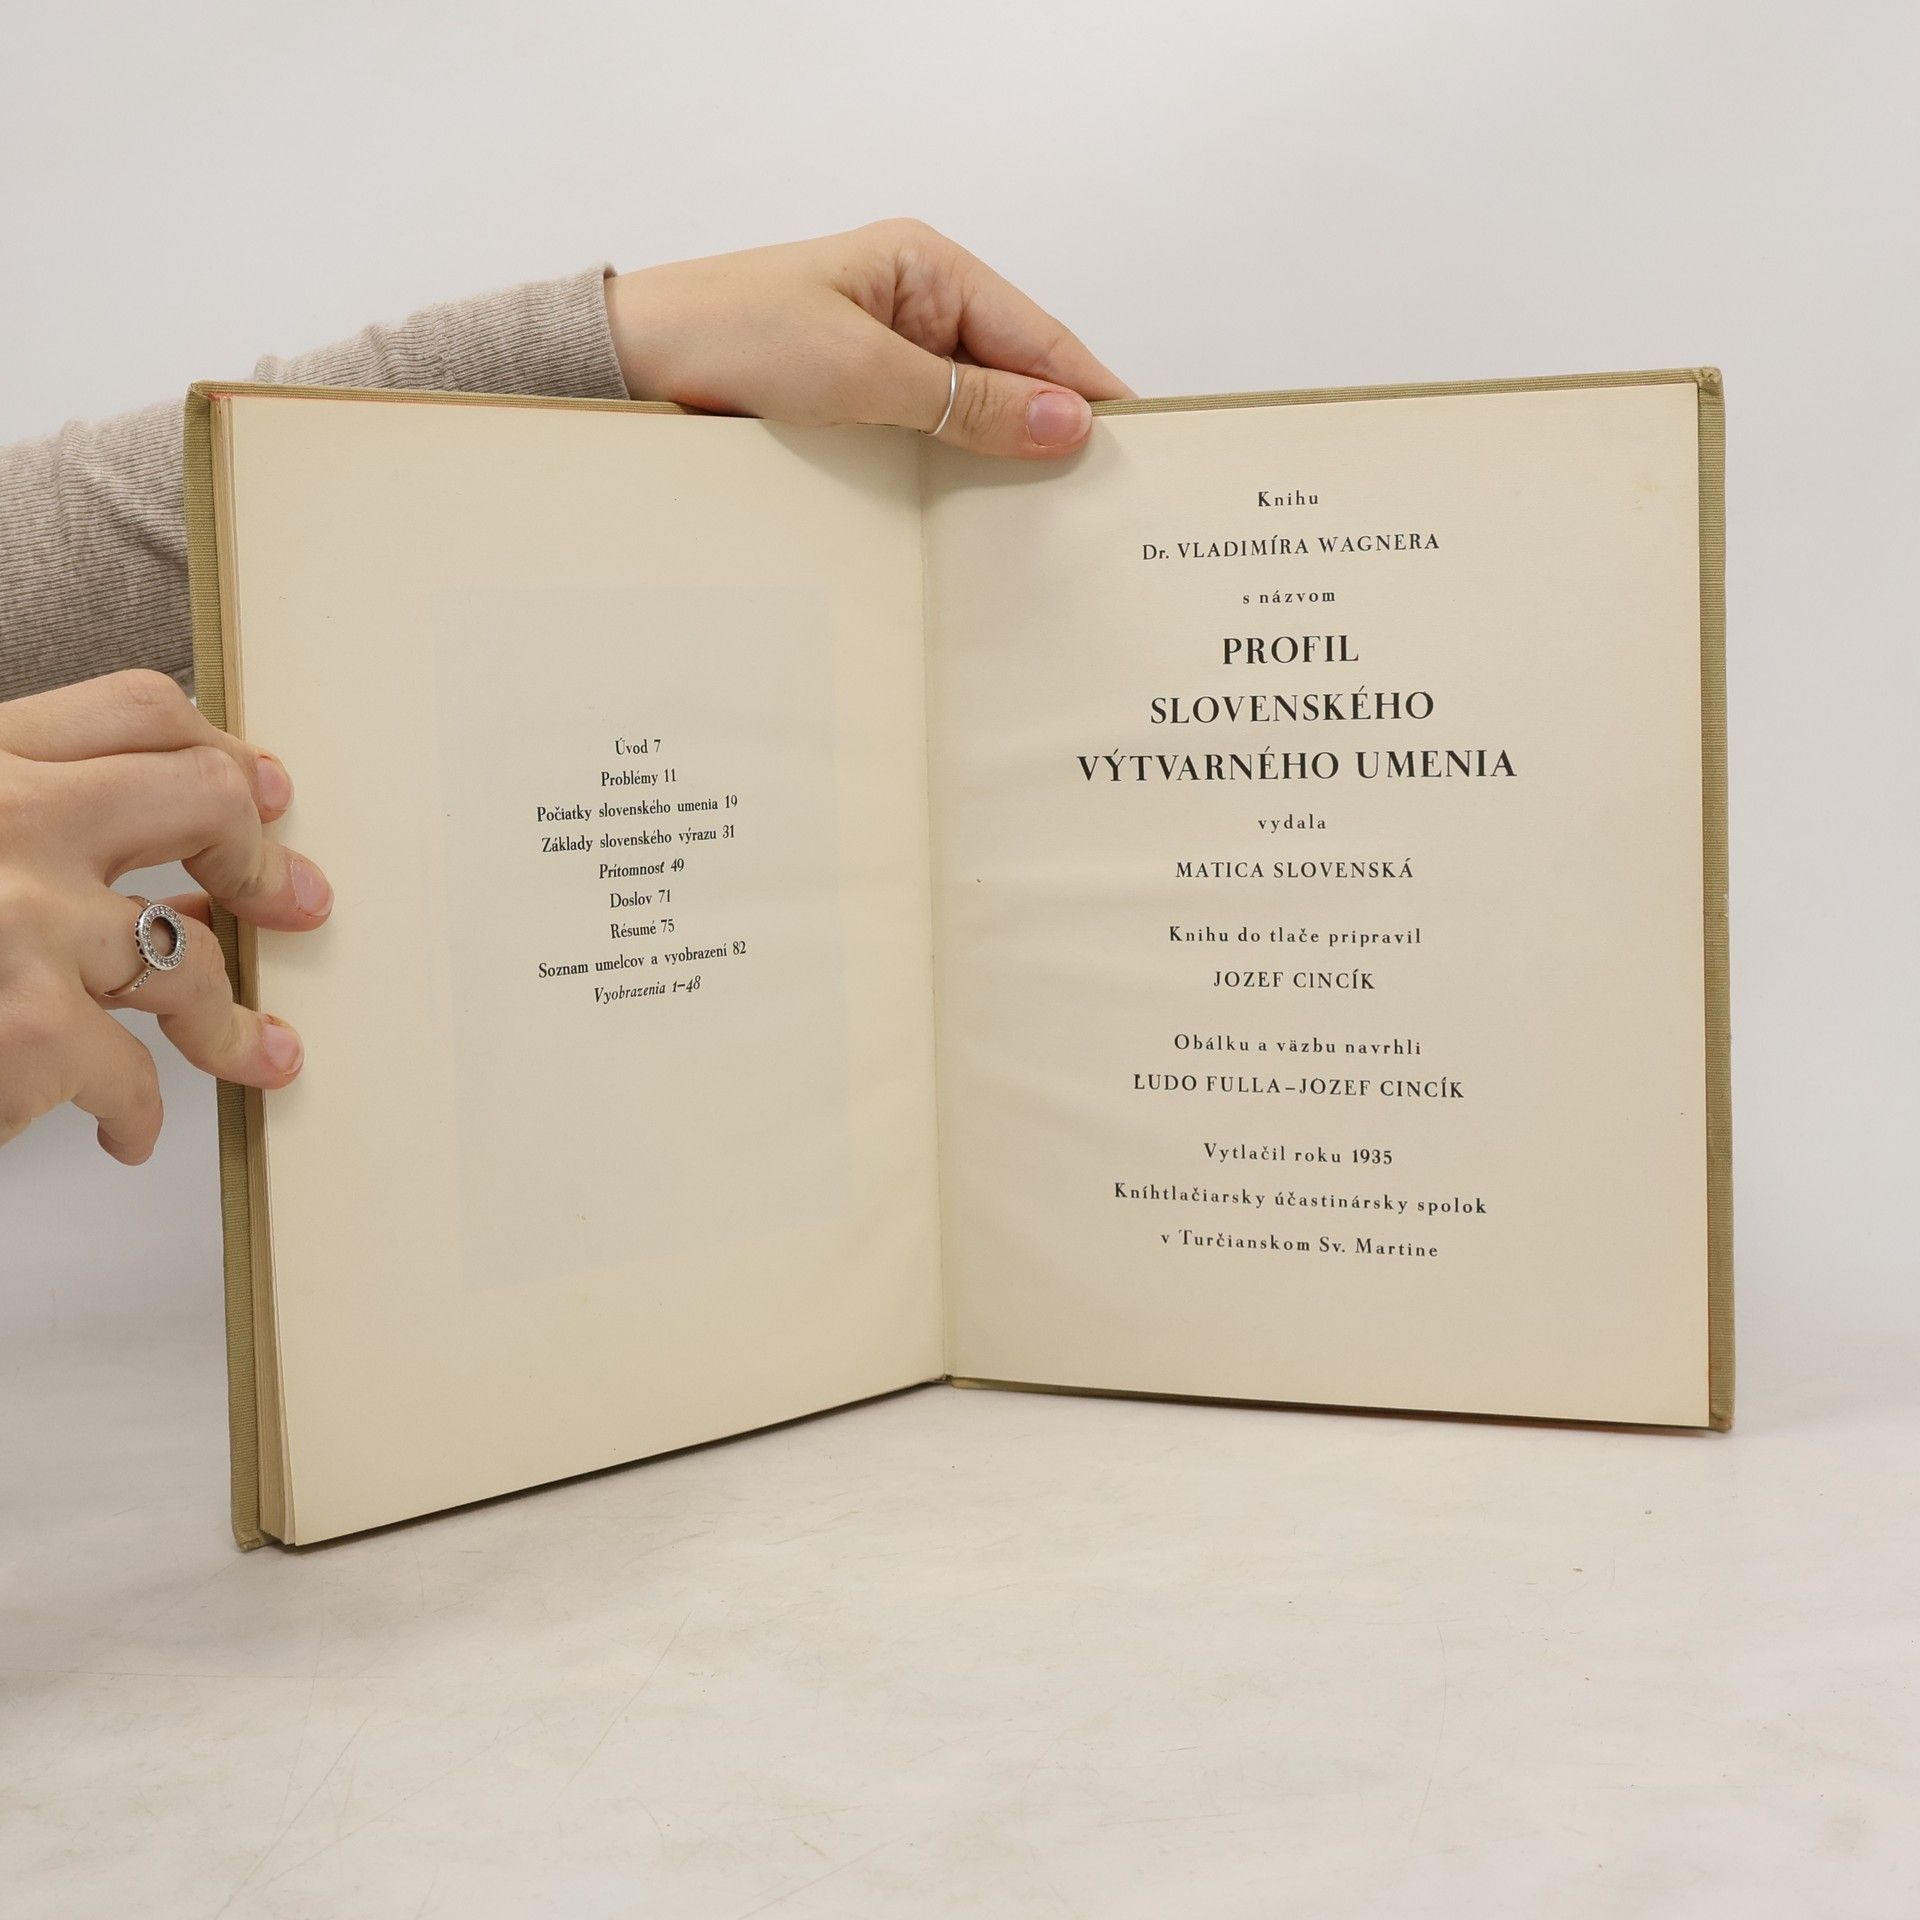 Úvod 7
Problémy 11
Počiatky slovenského umenia 19
Základy slovenského výrazu 31
Prítomnosť 49
Doslov 71
Résumé 75
Soznam umelcov a vyobrazení 82
Vyobrazenia 1–48
Knihu
Dr. VLADIMÍRA WAGNERA
s názvom
PROFIL
SLOVENSKÉHO
VÝTVARNÉHO UMENIA
vydala
MATICA SLOVENSKÁ
Knihu do tlače pripravil
JOZEF CINCÍK
Obálku a väzbu navrhli
ĽUDO FULLA–JOZEF CINCÍK
Vytlačil roku 1935
Kníhtlačiarsky účastinársky spolok
v Turčianskom Sv. Martine